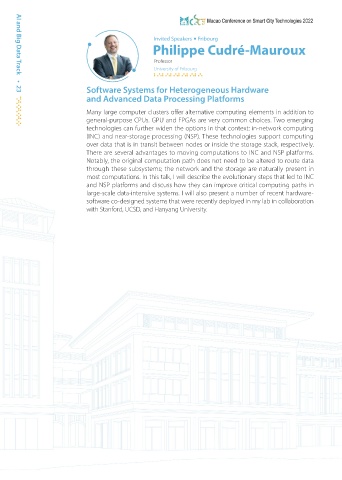 Macao Conference on Smart City Technologies 2022
AI and Big Data Track • 23
Invited Speakers • Fribourg
Philippe Cudré-Mauroux
Professor
University of Fribourg
Software Systems for Heterogeneous Hardware
and Advanced Data Processing Platforms
Many large computer clusters offer alternative computing elements in addition to
general-purpose CPUs. GPU and FPGAs are very common choices. Two emerging
technologies can further widen the options in that context: in-network computing
(INC) and near-storage processing (NSP). These technologies support computing
over data that is in transit between nodes or inside the storage stack, respectively.
There are several advantages to moving computations to INC and NSP platforms.
Notably, the original computation path does not need to be altered to route data
through these subsystems; the network and the storage are naturally present in
most computations. In this talk, I will describe the evolutionary steps that led to INC
and NSP platforms and discuss how they can improve critical computing paths in
large-scale data-intensive systems. I will also present a number of recent hardware-
software co-designed systems that were recently deployed in my lab in collaboration
with Stanford, UCSD, and Hanyang University.